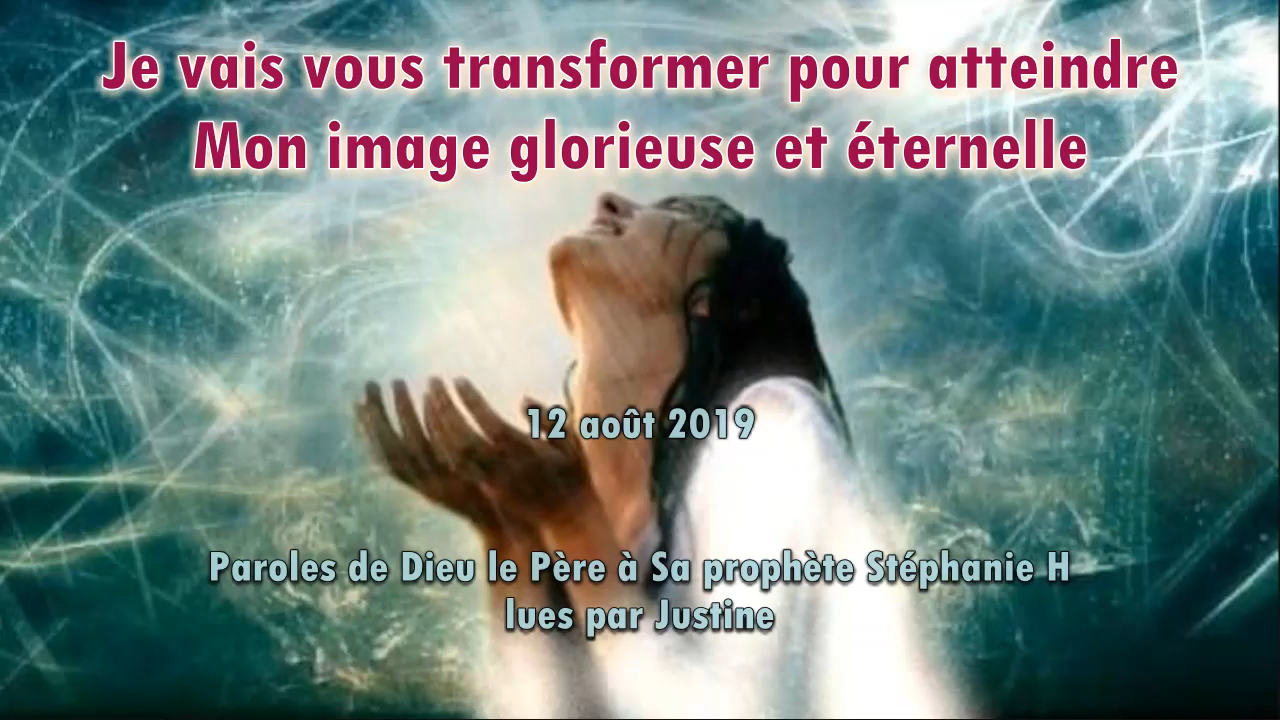 Je vais vous transformer pour atteindre
Mon image glorieuse et éternelle
12 août 2019
Paroles de Dieu le Père à Sa prophète Stéphanie H
lues par Justine